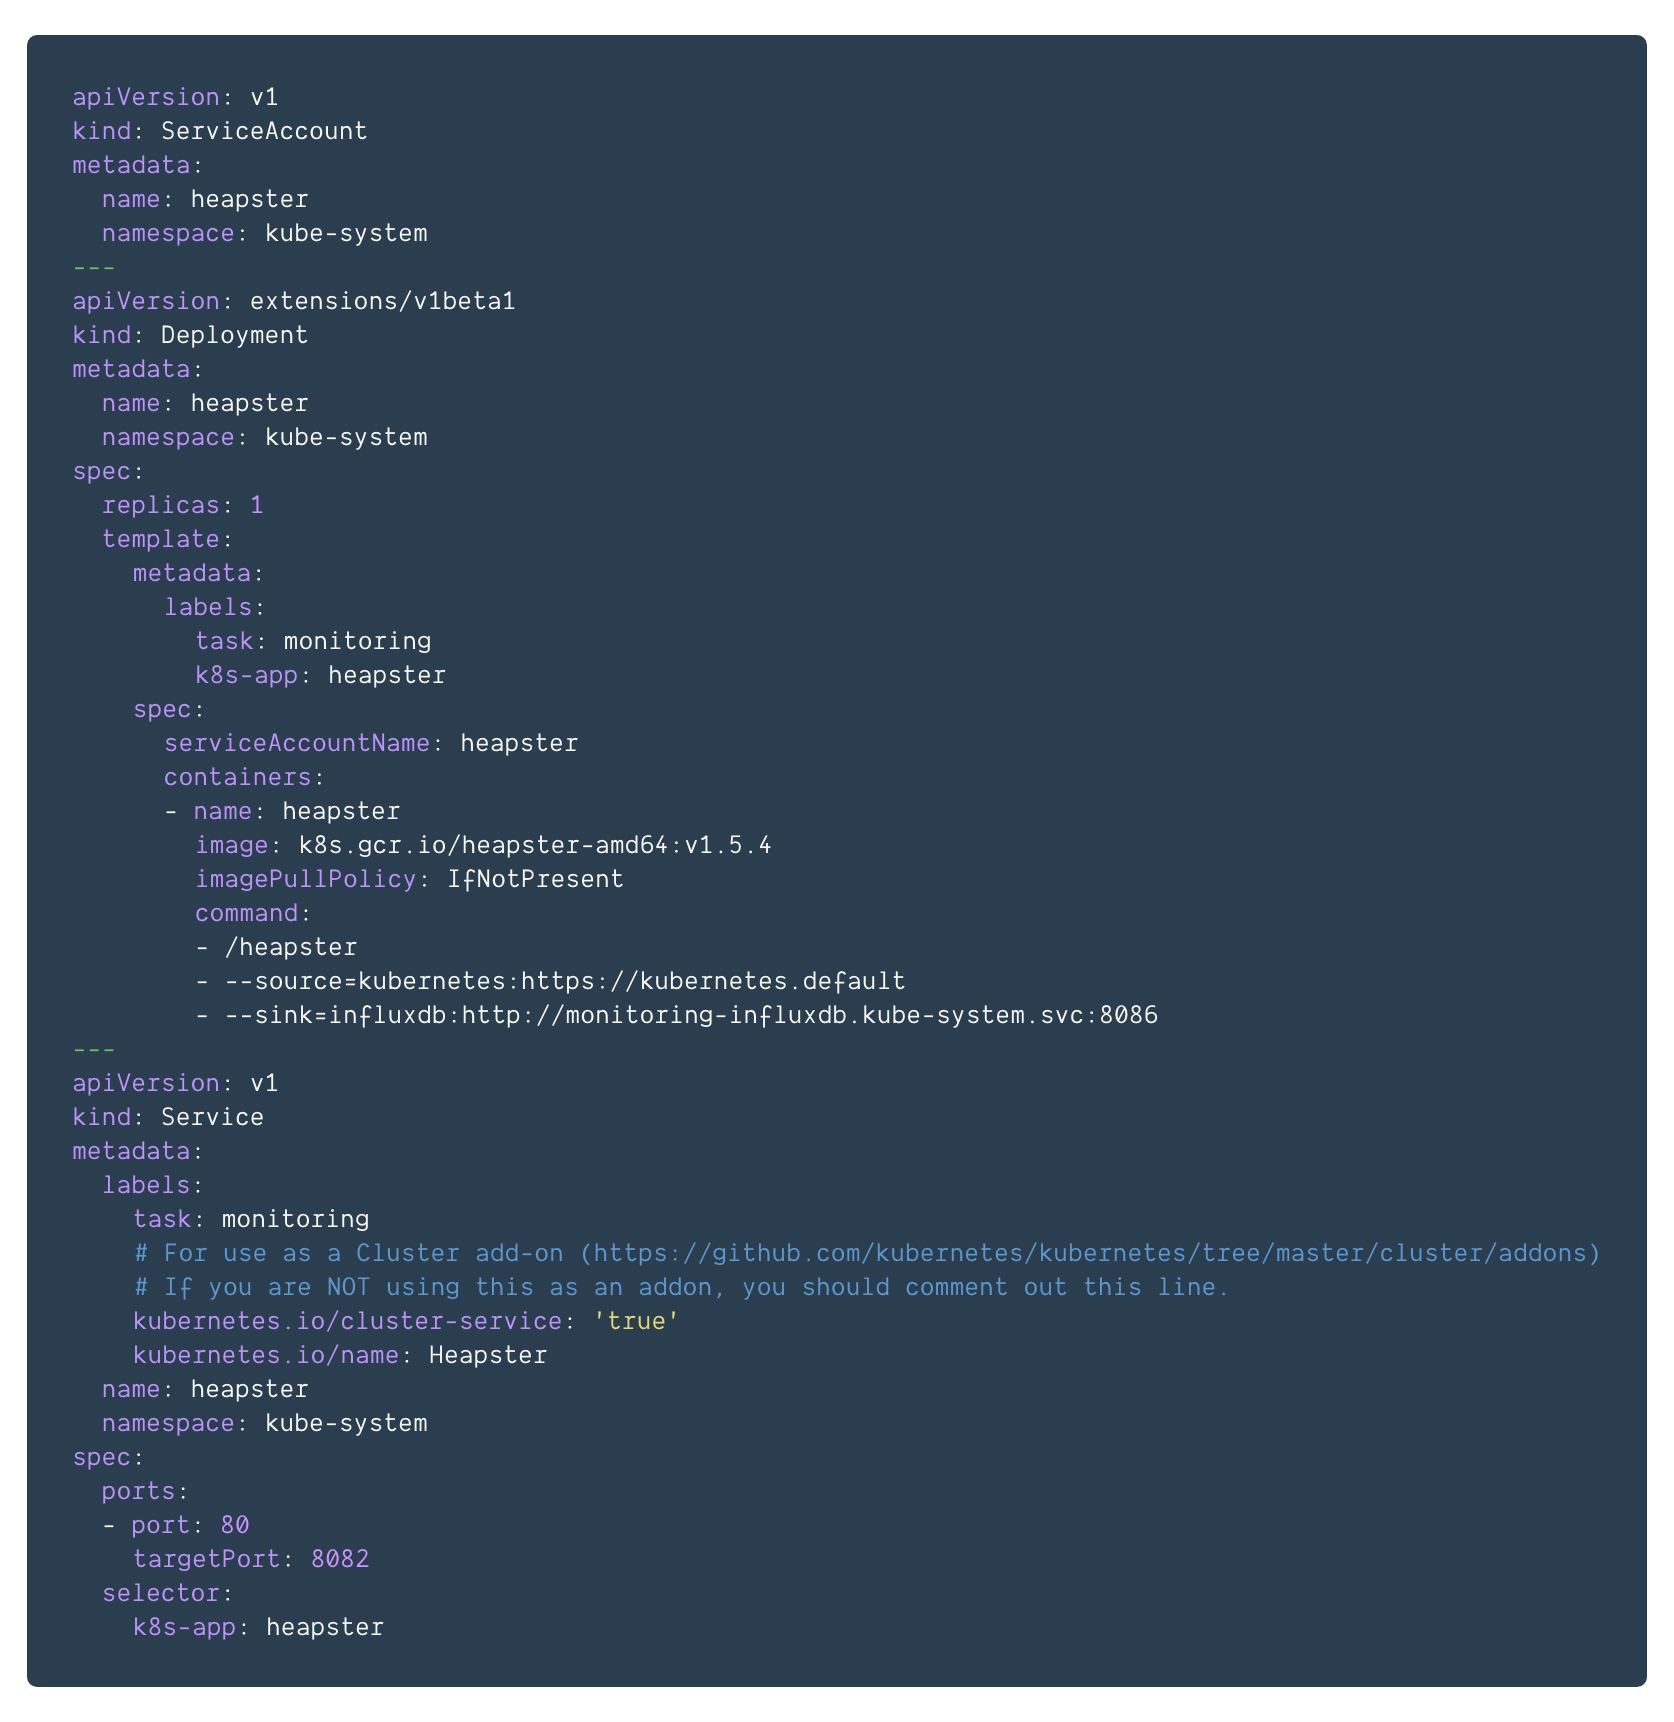 apiVersion: v1
kind: ServiceAccount
metadata:
  name: heapster
  namespace: kube-system
---
apiVersion: extensions/v1beta1
kind: Deployment
metadata:
  name: heapster
  namespace: kube-system
spec:
  replicas: 1
  template:
    metadata:
      labels:
        task: monitoring
        k8s-app: heapster
    spec:
      serviceAccountName: heapster
      containers:
      - name: heapster
        image: k8s.gcr.io/heapster-amd64:v1.5.4
        imagePullPolicy: IfNotPresent
        command:
        - /heapster
        - --source=kubernetes:https://kubernetes.default
        - --sink=influxdb:http://monitoring-influxdb.kube-system.svc:8086
---
apiVersion: v1
kind: Service
metadata:
  labels:
    task: monitoring
    # For use as a Cluster add-on (https://github.com/kubernetes/kubernetes/tree/master/cluster/addons)
    # If you are NOT using this as an addon, you should comment out this line.
    kubernetes.io/cluster-service: 'true'
    kubernetes.io/name: Heapster
  name: heapster
  namespace: kube-system
spec:
  ports:
  - port: 80
    targetPort: 8082
  selector:
    k8s-app: heapster